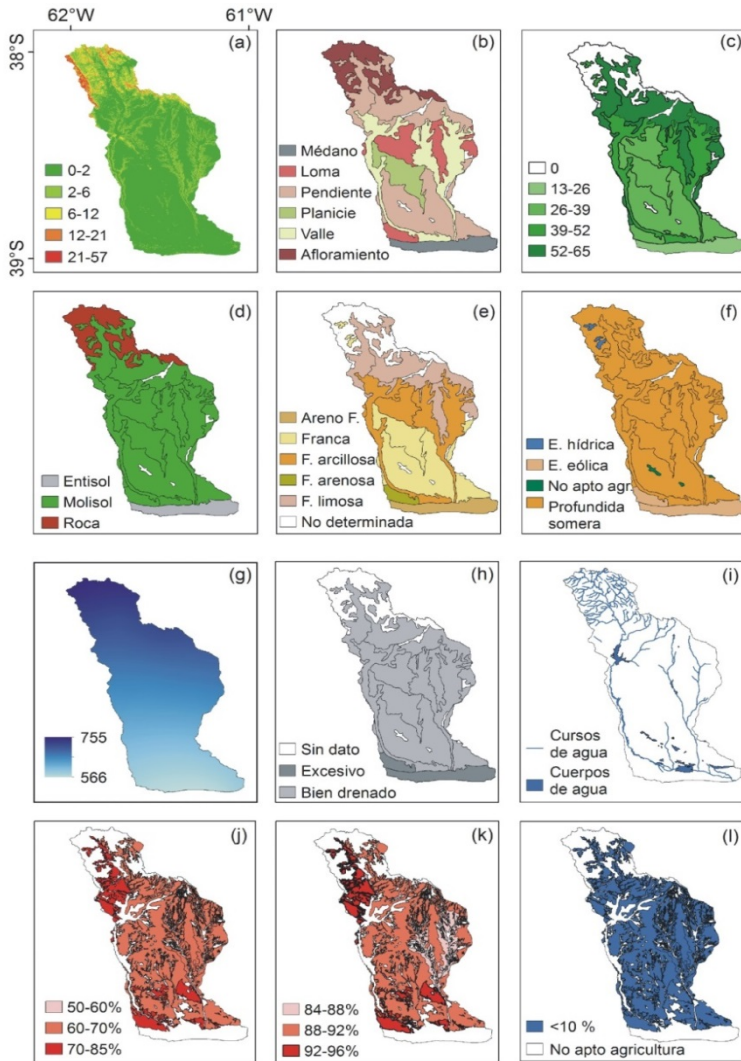 62°W
61°W
38°S
39°S
(a)
0-2
2-6
6-12
12-21
21-57
(b)
Médano
Loma
Pendiente
Planicie
Valle
Afloramiento
(c)
0
13-26
26-39
39-52
52-65
(d)
Entisol
Molisol
Roca
(e)
Areno F.
Franca
F. arcillosa
F. arenosa
F. limosa
No determinada
(f)
E. hídrica
E. eólica
No apto agr.
Profundida
somera
(g)
755
566
(h)
Sin dato
Excesivo
Bien drenado
(i)
Cursos
de agua
Cuerpos
de agua
(j)
50-60%
60-70%
70-85%
(k)
84-88%
88-92%
92-96%
(l)
<10 %
No apto agricultura